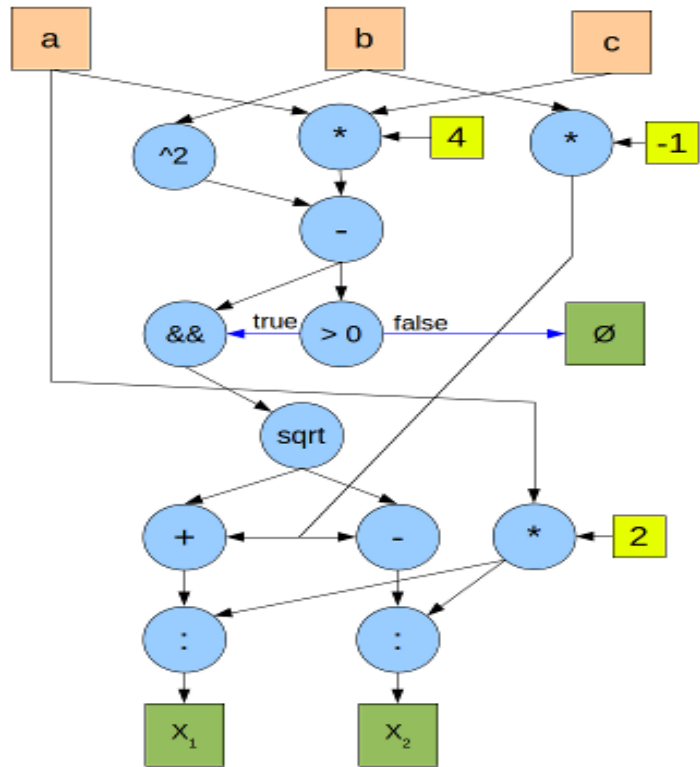 a b c
^2 * 4 * -1
-
&& true > 0 false Ø
sqrt
+ - * 2
: :
X₁ X₂